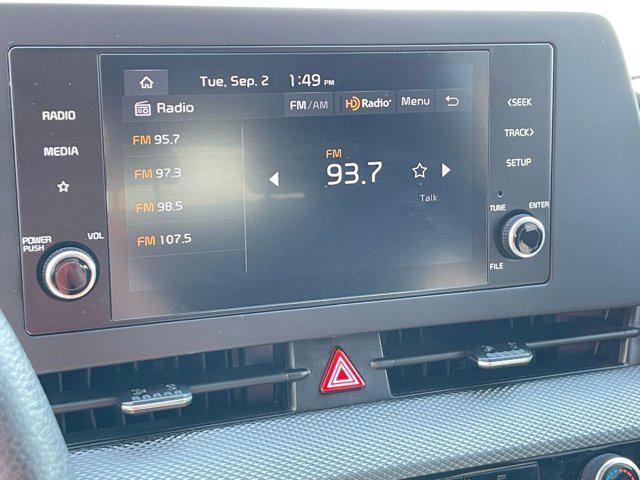 Tue, Sep. 2 1:49 PM
Radio FM/AM HD Radio Menu
FM 95.7
FM 97.3
FM 98.5
FM 107.5
FM
93.7
Talk
RADIO
MEDIA
POWER PUSH VOL
<SEEK
TRACK>
SETUP
TUNE ENTER
FILE